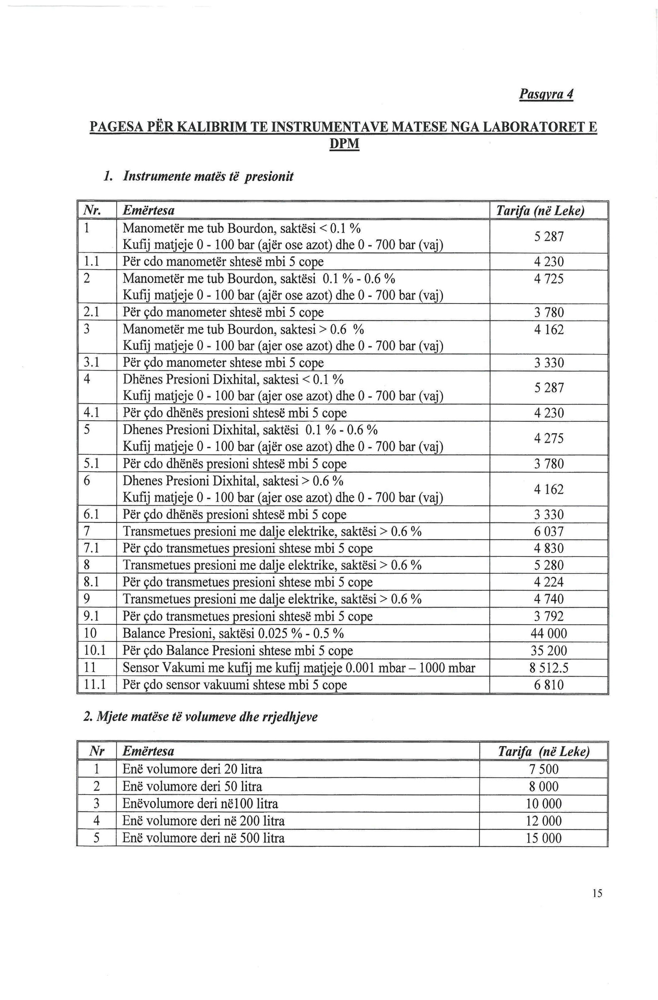 Pasqyra 4
PAGESA PËR KALIBRIM TE INSTRUMENTAVE MATESE NGA LABORATORET E
DPM
1. Instrumente matës të presionit
Nr. Emërtesa Tarifa (në Leke)
1 Manometër me tub Bourdon, saktësi < 0.1 %
Kufij matjeje 0 - 100 bar (ajër ose azot) dhe 0 - 700 bar (vaj) 5 287
1.1 Për cdo manometër shtesë mbi 5 cope 4 230
2 Manometër me tub Bourdon, saktësi 0.1 % - 0.6 % 4 725
Kufij matjeje 0 - 100 bar (ajër ose azot) dhe 0 - 700 bar (vaj)
2.1 Për çdo manometer shtesë mbi 5 cope 3 780
3 Manometër me tub Bourdon, saktesi > 0.6 % 4 162
Kufij matjeje 0 - 100 bar (ajer ose azot) dhe 0 - 700 bar (vaj)
3.1 Për çdo manometer shtese mbi 5 cope 3 330
4 Dhënes Presioni Dixhital, saktesi < 0.1 %
Kufij matjeje 0 - 100 bar (ajer ose azot) dhe 0 - 700 bar (vaj) 5 287
4.1 Për çdo dhënës presioni shtesë mbi 5 cope 4 230
5 Dhenes Presioni Dixhital, saktësi 0.1 % - 0.6 %
Kufij matjeje 0 - 100 bar (ajër ose azot) dhe 0 - 700 bar (vaj) 4 275
5.1 Për cdo dhënës presioni shtesë mbi 5 cope 3 780
6 Dhenes Presioni Dixhital, saktesi > 0.6 %
Kufij matjeje 0 - 100 bar (ajer ose azot) dhe 0 - 700 bar (vaj) 4 162
6.1 Për çdo dhënës presioni shtesë mbi 5 cope 3 330
7 Transmetues presioni me dalje elektrike, saktësi > 0.6 % 6 037
7.1 Për çdo transmetues presioni shtese mbi 5 cope 4 830
8 Transmetues presioni me dalje elektrike, saktësi > 0.6 % 5 280
8.1 Për çdo transmetues presioni shtese mbi 5 cope 4 224
9 Transmetues presioni me dalje elektrike, saktësi > 0.6 % 4 740
9.1 Për çdo transmetues presioni shtesë mbi 5 cope 3 792
10 Balance Presioni, saktësi 0.025 % - 0.5 % 44 000
10.1 Për çdo Balance Presioni shtese mbi 5 cope 35 200
11 Sensor Vakumi me kufij me kufij matjeje 0.001 mbar – 1000 mbar 8 512.5
11.1 Për çdo sensor vakuumi shtese mbi 5 cope 6 810
2. Mjete matëse të volumeve dhe rrjedhjeve
Nr Emërtesa Tarifa (në Leke)
1 Enë volumore deri 20 litra 7 500
2 Enë volumore deri 50 litra 8 000
3 Enëvolumore deri në100 litra 10 000
4 Enë volumore deri në 200 litra 12 000
5 Enë volumore deri në 500 litra 15 000
15